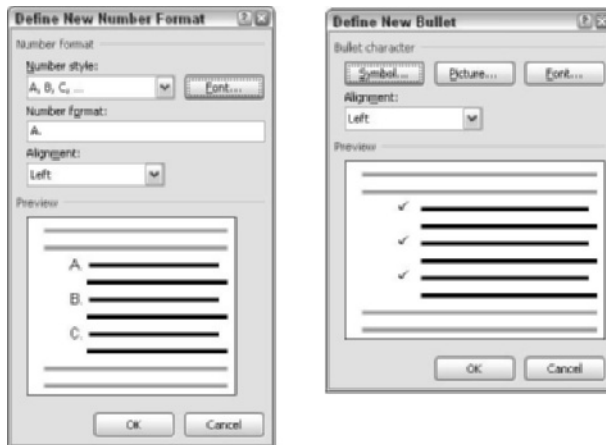 Define New Number Format
Number format
Number style:
A, B, C, ...
Font...
Number format:
A.
Alignment:
Left
Preview
A.
B.
C.
OK
Cancel
Define New Bullet
Bullet character
Symbol...
Picture...
Font...
Alignment:
Left
Preview
OK
Cancel